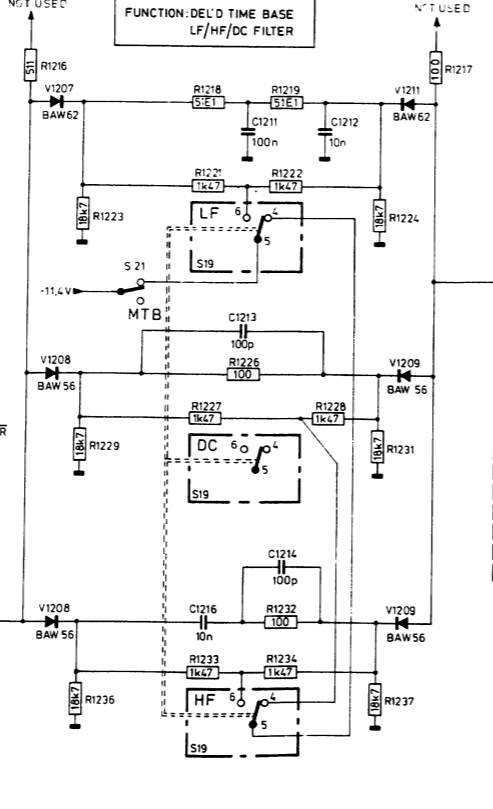 NOT USED
FUNCTION: DEL'D TIME BASE
LF/HF/DC FILTER
NOT USED
511 R1216
100 R1217
V1207
BAW62
R1218
51E1
R1219
51E1
V1211
BAW62
C1211
100n
C1212
10n
R1221
1k47
R1222
1k47
18k7 R1223
18k7 R1224
LF 6 4
5
S19
S 21
-11,4V
MTB
C1213
100p
V1208
BAW 56
R1226
100
V1209
BAW 56
R1227
1k47
R1228
1k47
R
18k7 R1229
18k7 R1231
DC 6 4
5
S19
C1214
100p
V1208
BAW 56
C1216
10n
R1232
100
V1209
BAW56
R1233
1k47
R1234
1k47
18k7 R1236
18k7 R1237
HF 6 4
5
S19